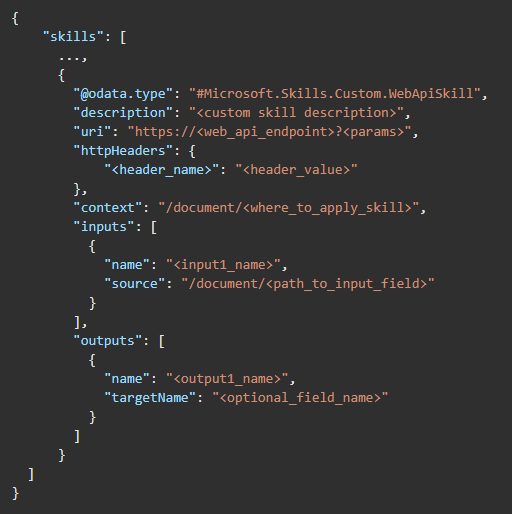 {
    "skills": [
      ...,
      {
        "@odata.type": "#Microsoft.Skills.Custom.WebApiSkill",
        "description": "<custom skill description>",
        "uri": "https://<web_api_endpoint>?<params>",
        "httpHeaders": {
            "<header_name>": "<header_value>"
        },
        "context": "/document/<where_to_apply_skill>",
        "inputs": [
          {
            "name": "<input1_name>",
            "source": "/document/<path_to_input_field>"
          }
        ],
        "outputs": [
          {
            "name": "<output1_name>",
            "targetName": "<optional_field_name>"
          }
        ]
      }
  ]
}